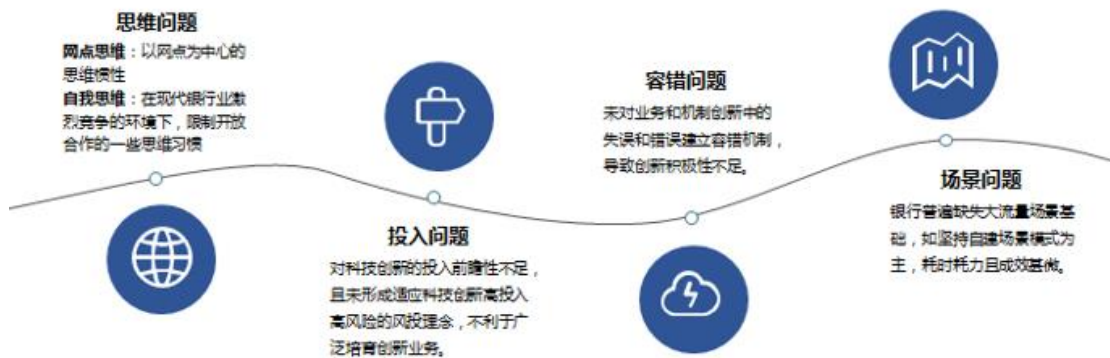 思维问题
网点思维：以网点为中心的
思维惯性
自我思维：在现代银行业激
烈竞争的环境下，限制开放
合作的一些思维习惯
投入问题
对科技创新的投入前瞻性不足，
且未形成适应科技创新高投入
高风险的风投理念，不利于广
泛培育创新业务。
容错问题
未对业务和机制创新中的
失误和错误建立容错机制，
导致创新积极性不足。
场景问题
银行普遍缺失大流量场景基
础，如坚持自建场景模式为
主，耗时耗力且成效甚微。